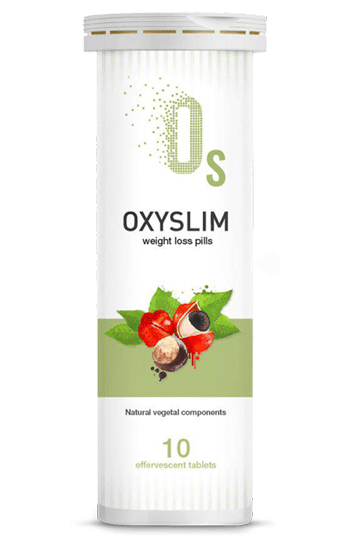 Os
OXYSLIM
weight loss pills
Natural vegetal components
10
effervescent tablets